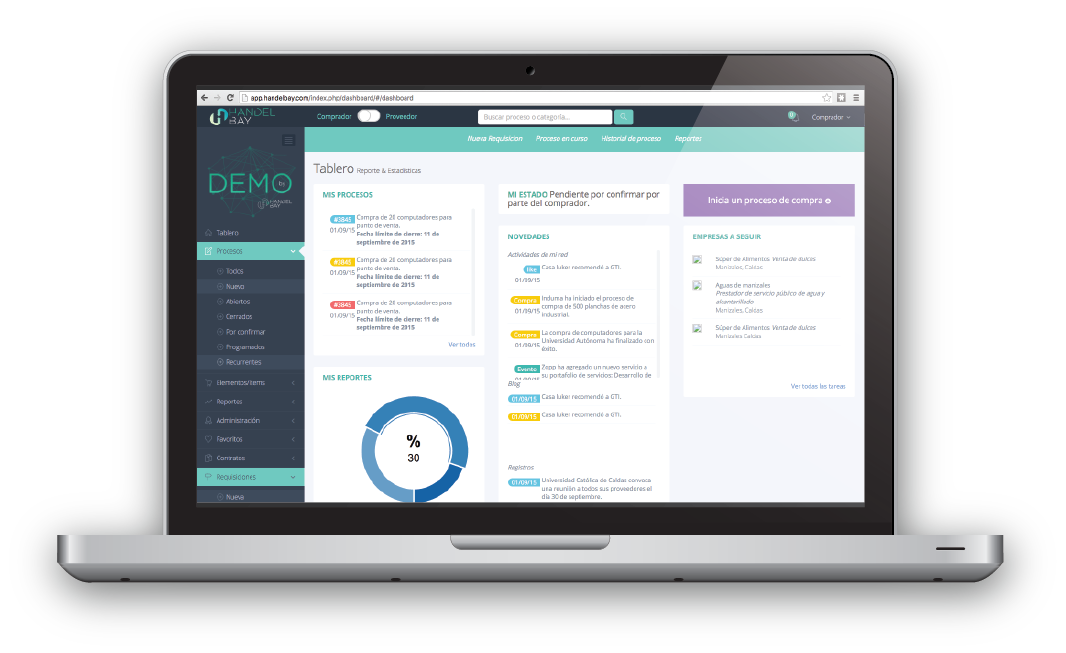 app.handelbay.com/index.php/dashboard/#/dashboard
HANDEL
BAY
Comprador
Proveedor
Buscar proceso o categoría...
Comprador
Nueva Requisicion
Proceso en curso
Historial de proceso
Reportes
DEMO
by
HANDEL
BAY
Tablero
Procesos
Todos
Nuevo
Abiertos
Cerrados
Por confirmar
Programados
Recurrentes
Elementos/Items
Reportes
Administración
Favoritos
Contratos
Requisiciones
Nueva
Tablero Reporte & Estadísticas
MIS PROCESOS
#3845 Compra de 20 computadores para
01/09/15 punto de venta.
Fecha límite de cierre: 11 de
septiembre de 2015
#3845 Compra de 20 computadores para
01/09/15 punto de venta.
Fecha límite de cierre: 11 de
septiembre de 2015
#3845 Compra de 20 computadores para
01/09/15 punto de venta.
Fecha límite de cierre: 11 de
septiembre de 2015
Ver todas
MIS REPORTES
%
30
MI ESTADO Pendiente por confirmar por
parte del comprador.
NOVEDADES
Actividades de mi red
like Casa luker recomendó a GTI.
01/09/15
Compra Induma ha iniciado el proceso de
01/09/15 compra de 500 planchas de acero
industrial.
Compra La compra de computadores para la
01/09/15 Universidad Autónoma ha finalizado con
éxito.
Evento Zapp ha agregado un nuevo servicio a
01/09/15 su portafolio de servicios: Desarrollo de
Blog
01/09/15 Casa luker recomendó a GTI.
01/09/15 Casa luker recomendó a GTI.
Registros
01/09/15 Universidad Católica de Caldas convoca
una reunión a todos sus proveedores el
día 30 de septiembre.
Inicia un proceso de compra
EMPRESAS A SEGUIR
Súper de Alimentos Venta de dulces
Manizales, Caldas
Aguas de manizales
Prestador de servicio público de agua y
alcantarillado
Manizales, Caldas
Súper de Alimentos Venta de dulces
Manizales Caldas
Ver todas las tareas